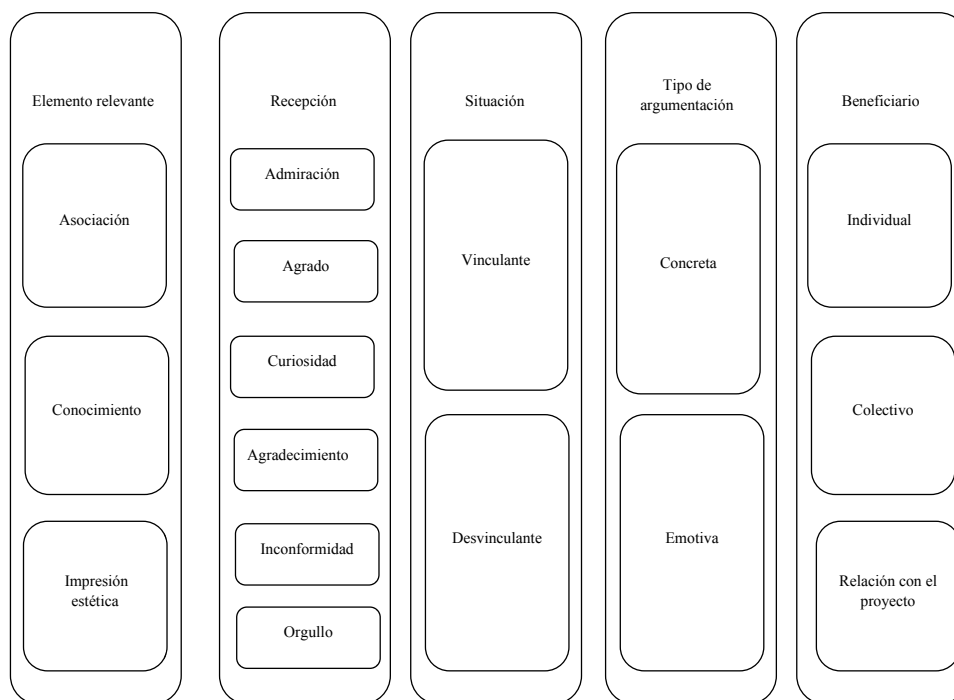 Elemento relevante
Asociación
Conocimiento
Impresión
estética
Recepción
Admiración
Agrado
Curiosidad
Agradecimiento
Inconformidad
Orgullo
Situación
Vinculante
Desvinculante
Tipo de
argumentación
Concreta
Emotiva
Beneficiario
Individual
Colectivo
Relación con el
proyecto